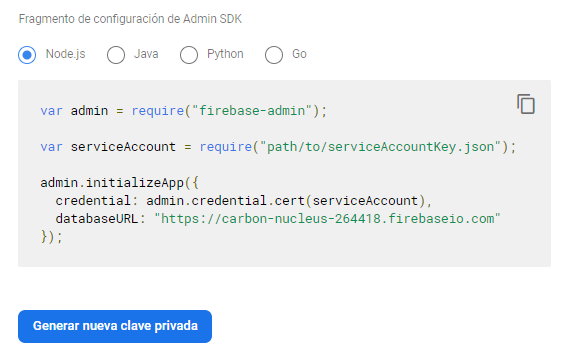 Fragmento de configuración de Admin SDK
Node.js Java Python Go
var admin = require("firebase-admin");
var serviceAccount = require("path/to/serviceAccountKey.json");
admin.initializeApp({
  credential: admin.credential.cert(serviceAccount),
  databaseURL: "https://carbon-nucleus-264418.firebaseio.com"
});
Generar nueva clave privada